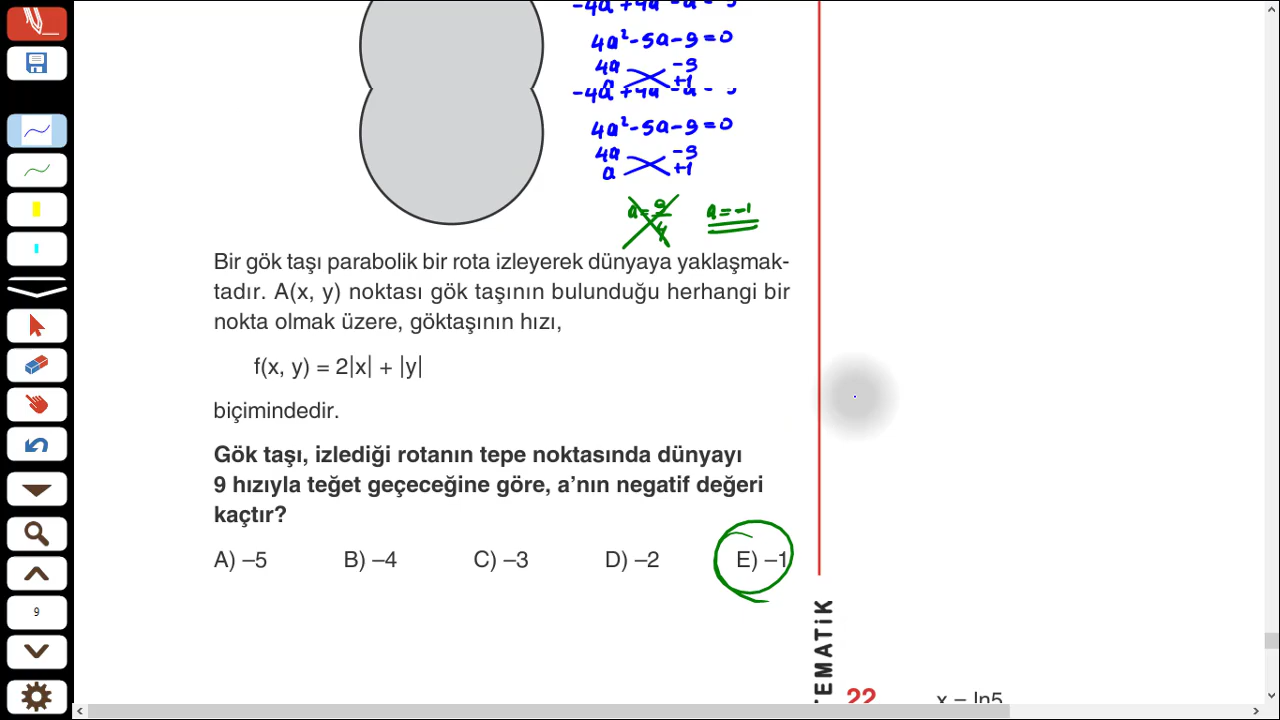 4a²-5a-9=0
4a -9
a +1
4a²-5a-9=0
4a -9
a +1
a=9/4 a=-1
Bir gök taşı parabolik bir rota izleyerek dünyaya yaklaşmak-
tadır. A(x, y) noktası gök taşının bulunduğu herhangi bir
nokta olmak üzere, göktaşının hızı,
f(x, y) = 2|x| + |y|
biçimindedir.
Gök taşı, izlediği rotanın tepe noktasında dünyayı
9 hızıyla teğet geçeceğine göre, a’nın negatif değeri
kaçtır?
A) –5 B) –4 C) –3 D) –2 E) –1
9
TEMATİK
22 x – ln5